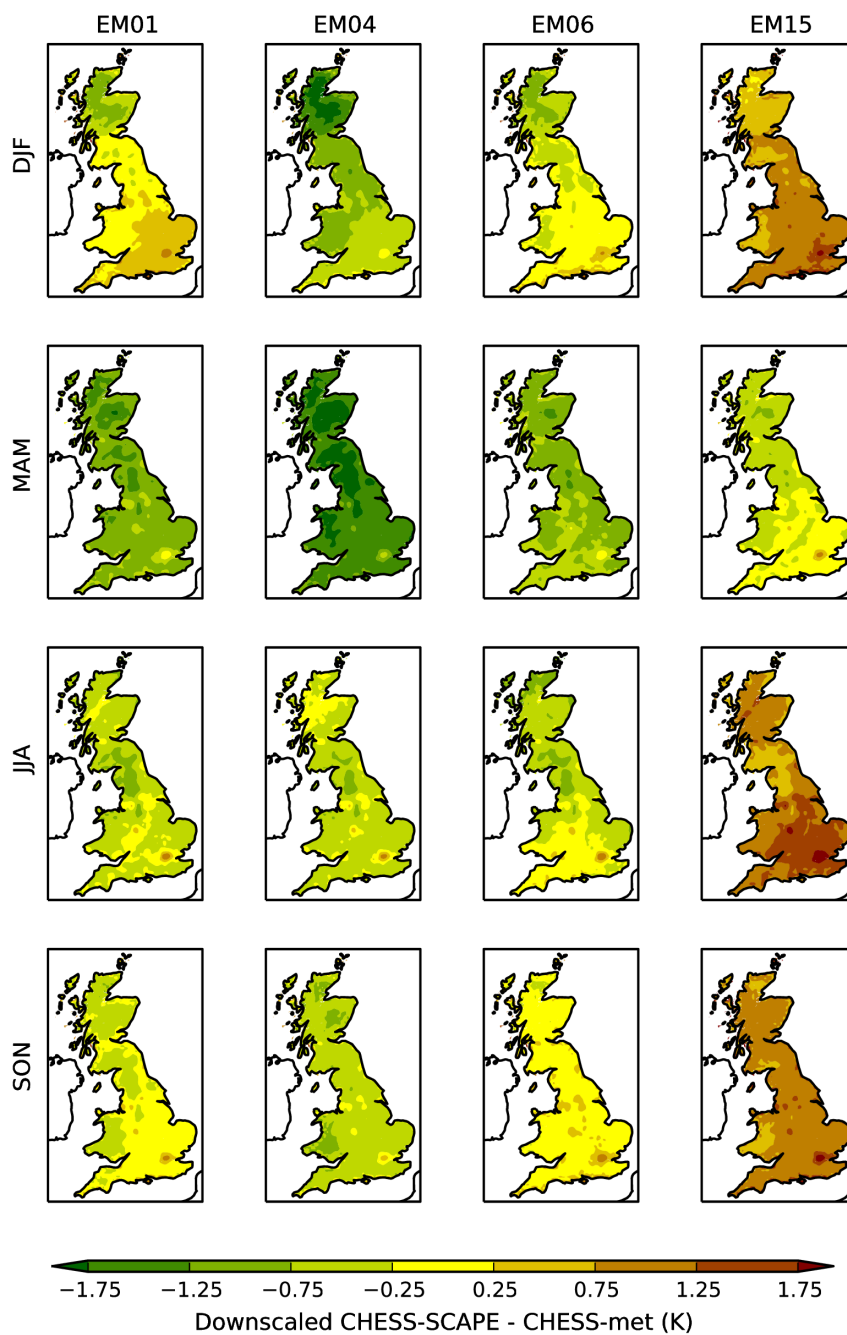 EM01 EM04 EM06 EM15
DJF
MAM
JJA
SON
−1.75 −1.25 −0.75 −0.25 0.25 0.75 1.25 1.75
Downscaled CHESS-SCAPE - CHESS-met (K)